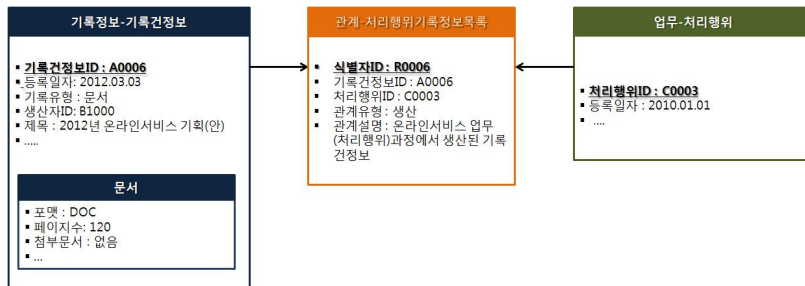 기록정보-기록건정보
▪ 기록건정보ID : A0006
▪ 등록일자: 2012.03.03
▪ 기록유형 : 문서
▪ 생산자ID: B1000
▪ 제목 : 2012년 온라인서비스 기획(안)
▪ .....
문서
▪ 포맷 : DOC
▪ 페이지수: 120
▪ 첨부문서 : 없음
▪ ...
관계-처리행위기록정보목록
▪ 식별자ID : R0006
▪ 기록건정보ID : A0006
▪ 처리행위ID : C0003
▪ 관계유형 : 생산
▪ 관계설명 : 온라인서비스 업무
(처리행위)과정에서 생산된 기록
건정보
업무-처리행위
▪ 처리행위ID : C0003
▪ 등록일자 : 2010.01.01
▪ ....